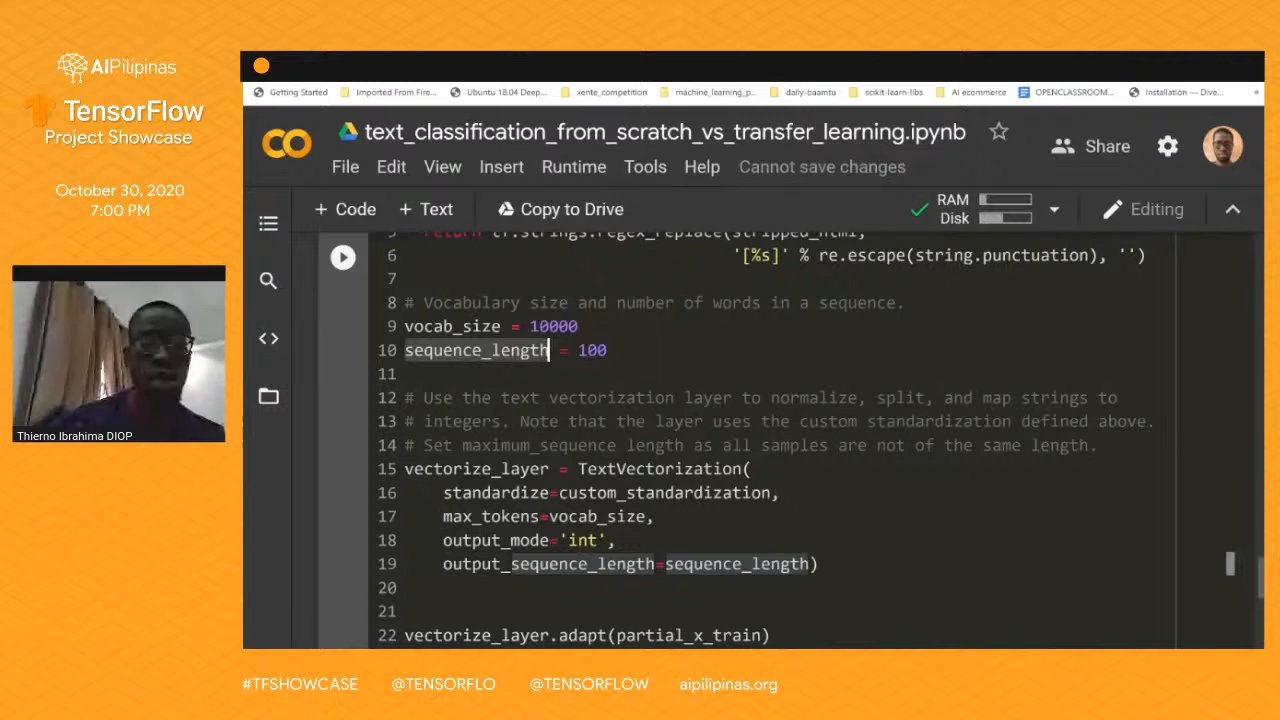 AIPilipinas
TensorFlow
Project Showcase
October 30, 2020
7:00 PM
Thierno Ibrahima DIOP
Getting Started
Imported From Fire...
Ubuntu 18.04 Deep...
xente_competition
machine_learning_p...
daily-baamtu
scikit-learn-libs
AI ecommerce
OPENCLASSROOM...
Installation — Dive...
»
text_classification_from_scratch_vs_transfer_learning.ipynb
Share
File Edit View Insert Runtime Tools Help Cannot save changes
+ Code + Text Copy to Drive
RAM
Disk
Editing
5 return tf.strings.regex_replace(stripped_html,
6 '[%s]' % re.escape(string.punctuation), '')
7
8 # Vocabulary size and number of words in a sequence.
9 vocab_size = 10000
10 sequence_length = 100
11
12 # Use the text vectorization layer to normalize, split, and map strings to
13 # integers. Note that the layer uses the custom standardization defined above.
14 # Set maximum_sequence length as all samples are not of the same length.
15 vectorize_layer = TextVectorization(
16 standardize=custom_standardization,
17 max_tokens=vocab_size,
18 output_mode='int',
19 output_sequence_length=sequence_length)
20
21
22 vectorize_layer.adapt(partial_x_train)
#TFSHOWCASE @TENSORFLO @TENSORFLOW aipilipinas.org